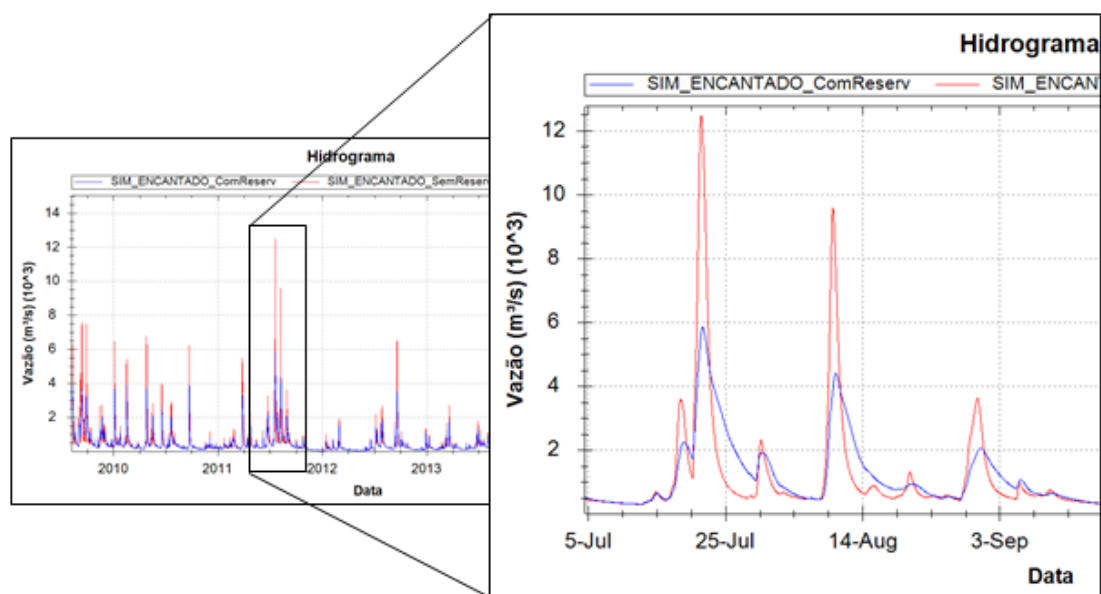 Hidrograma
SIM_ENCANTADO_ComReserv SIM_ENCANTADO_SemReserv
Vazão (m³/s) (10^3)
14
12
10
8
6
4
2
2010 2011 2012 2013
Data
Hidrograma
SIM_ENCANTADO_ComReserv SIM_ENCANT
Vazão (m³/s) (10^3)
12
10
8
6
4
2
5-Jul 25-Jul 14-Aug 3-Sep
Data